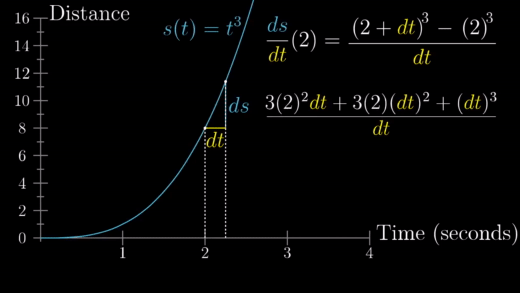 Distance
s(t) = t³
ds/dt (2) = ((2 + dt)³ − (2)³)/dt
(3(2)²dt + 3(2)(dt)² + (dt)³)/dt
16
14
12
10
8
6
4
2
0
ds
dt
Time (seconds)
1 2 3 4